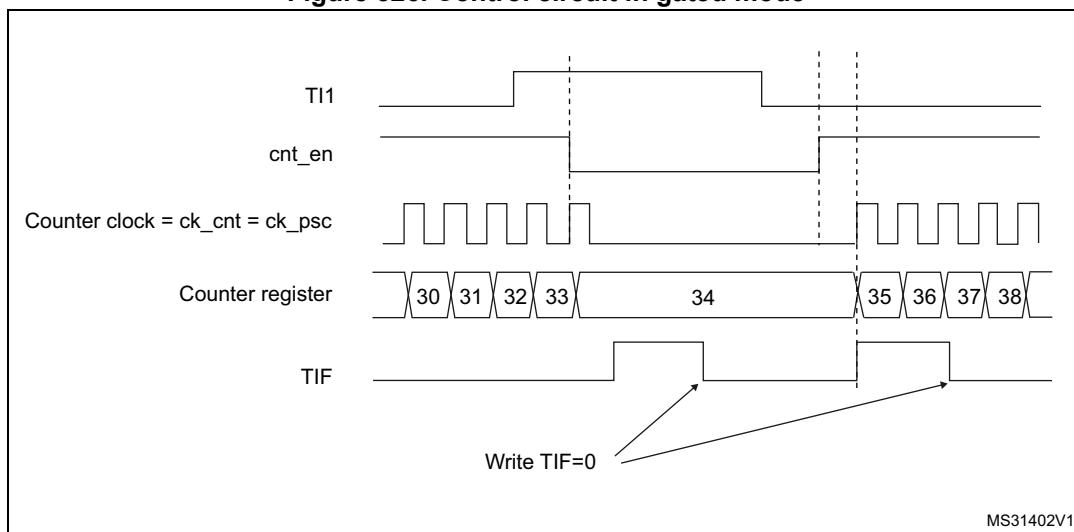 TI1
cnt_en
Counter clock = ck_cnt = ck_psc
Counter register
30 31 32 33 34 35 36 37 38
TIF
Write TIF=0
MS31402V1